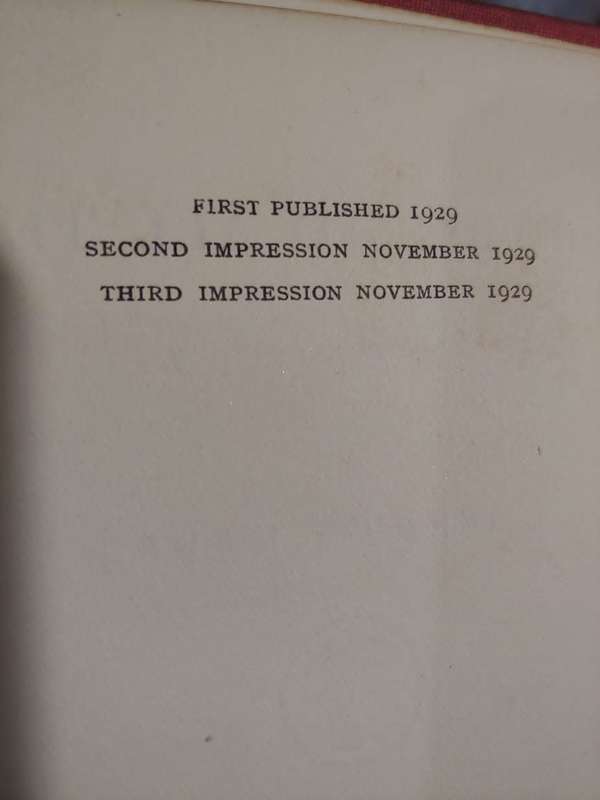 FIRST PUBLISHED 1929
SECOND IMPRESSION NOVEMBER 1929
THIRD IMPRESSION NOVEMBER 1929